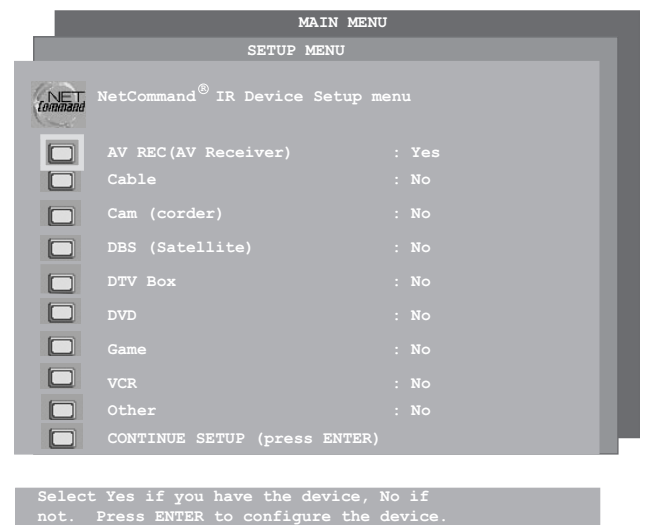 MAIN MENU
SETUP MENU
NET
Command
NetCommand® IR Device Setup menu
AV REC(AV Receiver) : Yes
Cable : No
Cam (corder) : No
DBS (Satellite) : No
DTV Box : No
DVD : No
Game : No
VCR : No
Other : No
CONTINUE SETUP (press ENTER)
Select Yes if you have the device, No if
not. Press ENTER to configure the device.